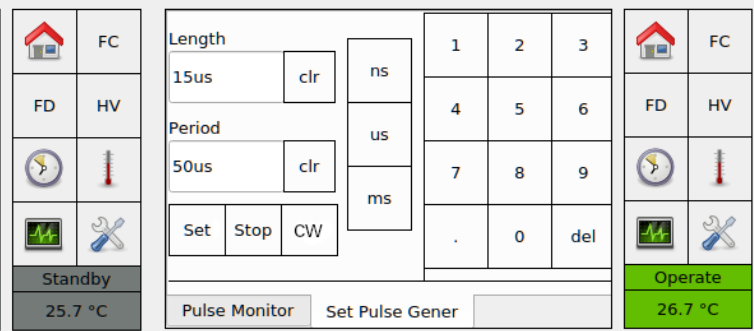 FC
FD HV
Standby
25.7 °C
Length
15us clr
Period
50us clr
Set Stop CW
ns
us
ms
1 2 3
4 5 6
7 8 9
. 0 del
Pulse Monitor Set Pulse Gener
FC
FD HV
Operate
26.7 °C